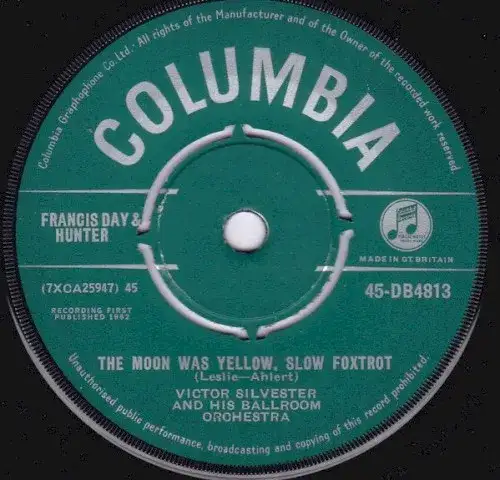 Columbia Graphophone Co. Ltd · All rights of the Manufacturer and of the Owner of the recorded work reserved.
COLUMBIA
FRANCIS DAY &
HUNTER
MADE IN GT. BRITAIN
(7XCA25947) 45
45-DB4813
RECORDING FIRST
PUBLISHED 1962
THE MOON WAS YELLOW, SLOW FOXTROT
(Leslie—Ahlert)
VICTOR SILVESTER
AND HIS BALLROOM
ORCHESTRA
Unauthorised public performance, broadcasting and copying of this record prohibited.